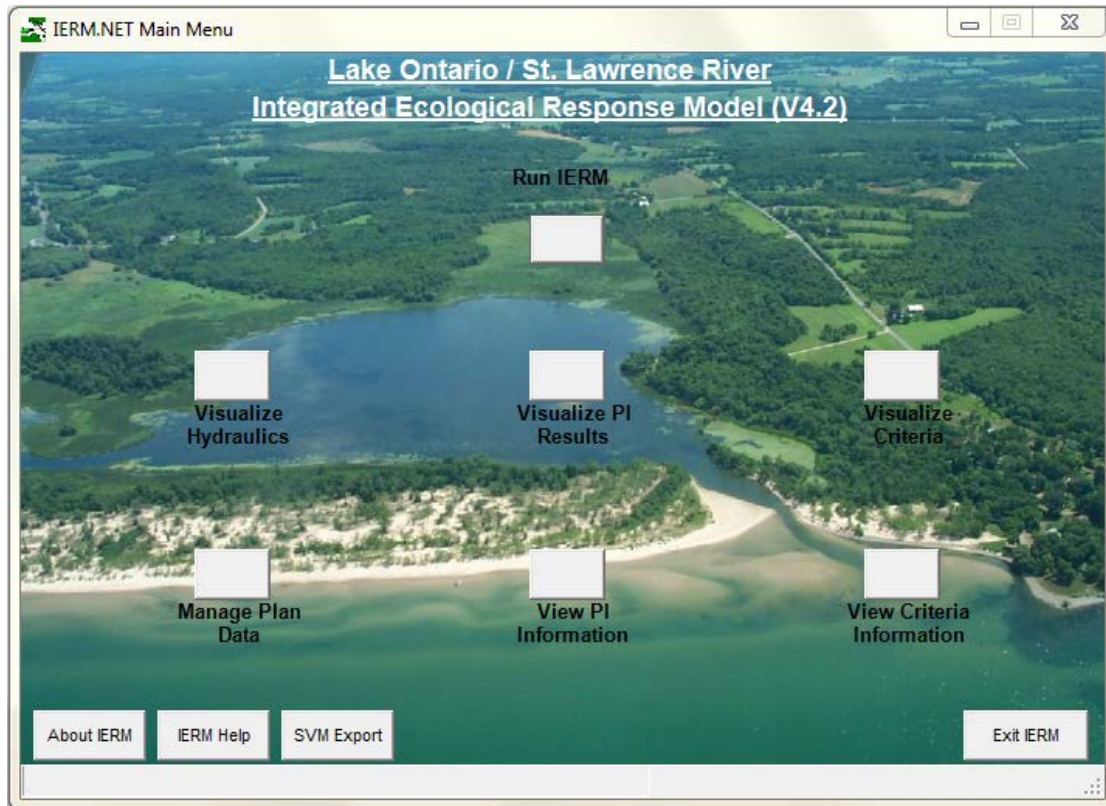 IERM.NET Main Menu
Lake Ontario / St. Lawrence River
Integrated Ecological Response Model (V4.2)
Run IERM
Visualize
Hydraulics
Visualize PI
Results
Visualize
Criteria
Manage Plan
Data
View PI
Information
View Criteria
Information
About IERM
IERM Help
SVM Export
Exit IERM